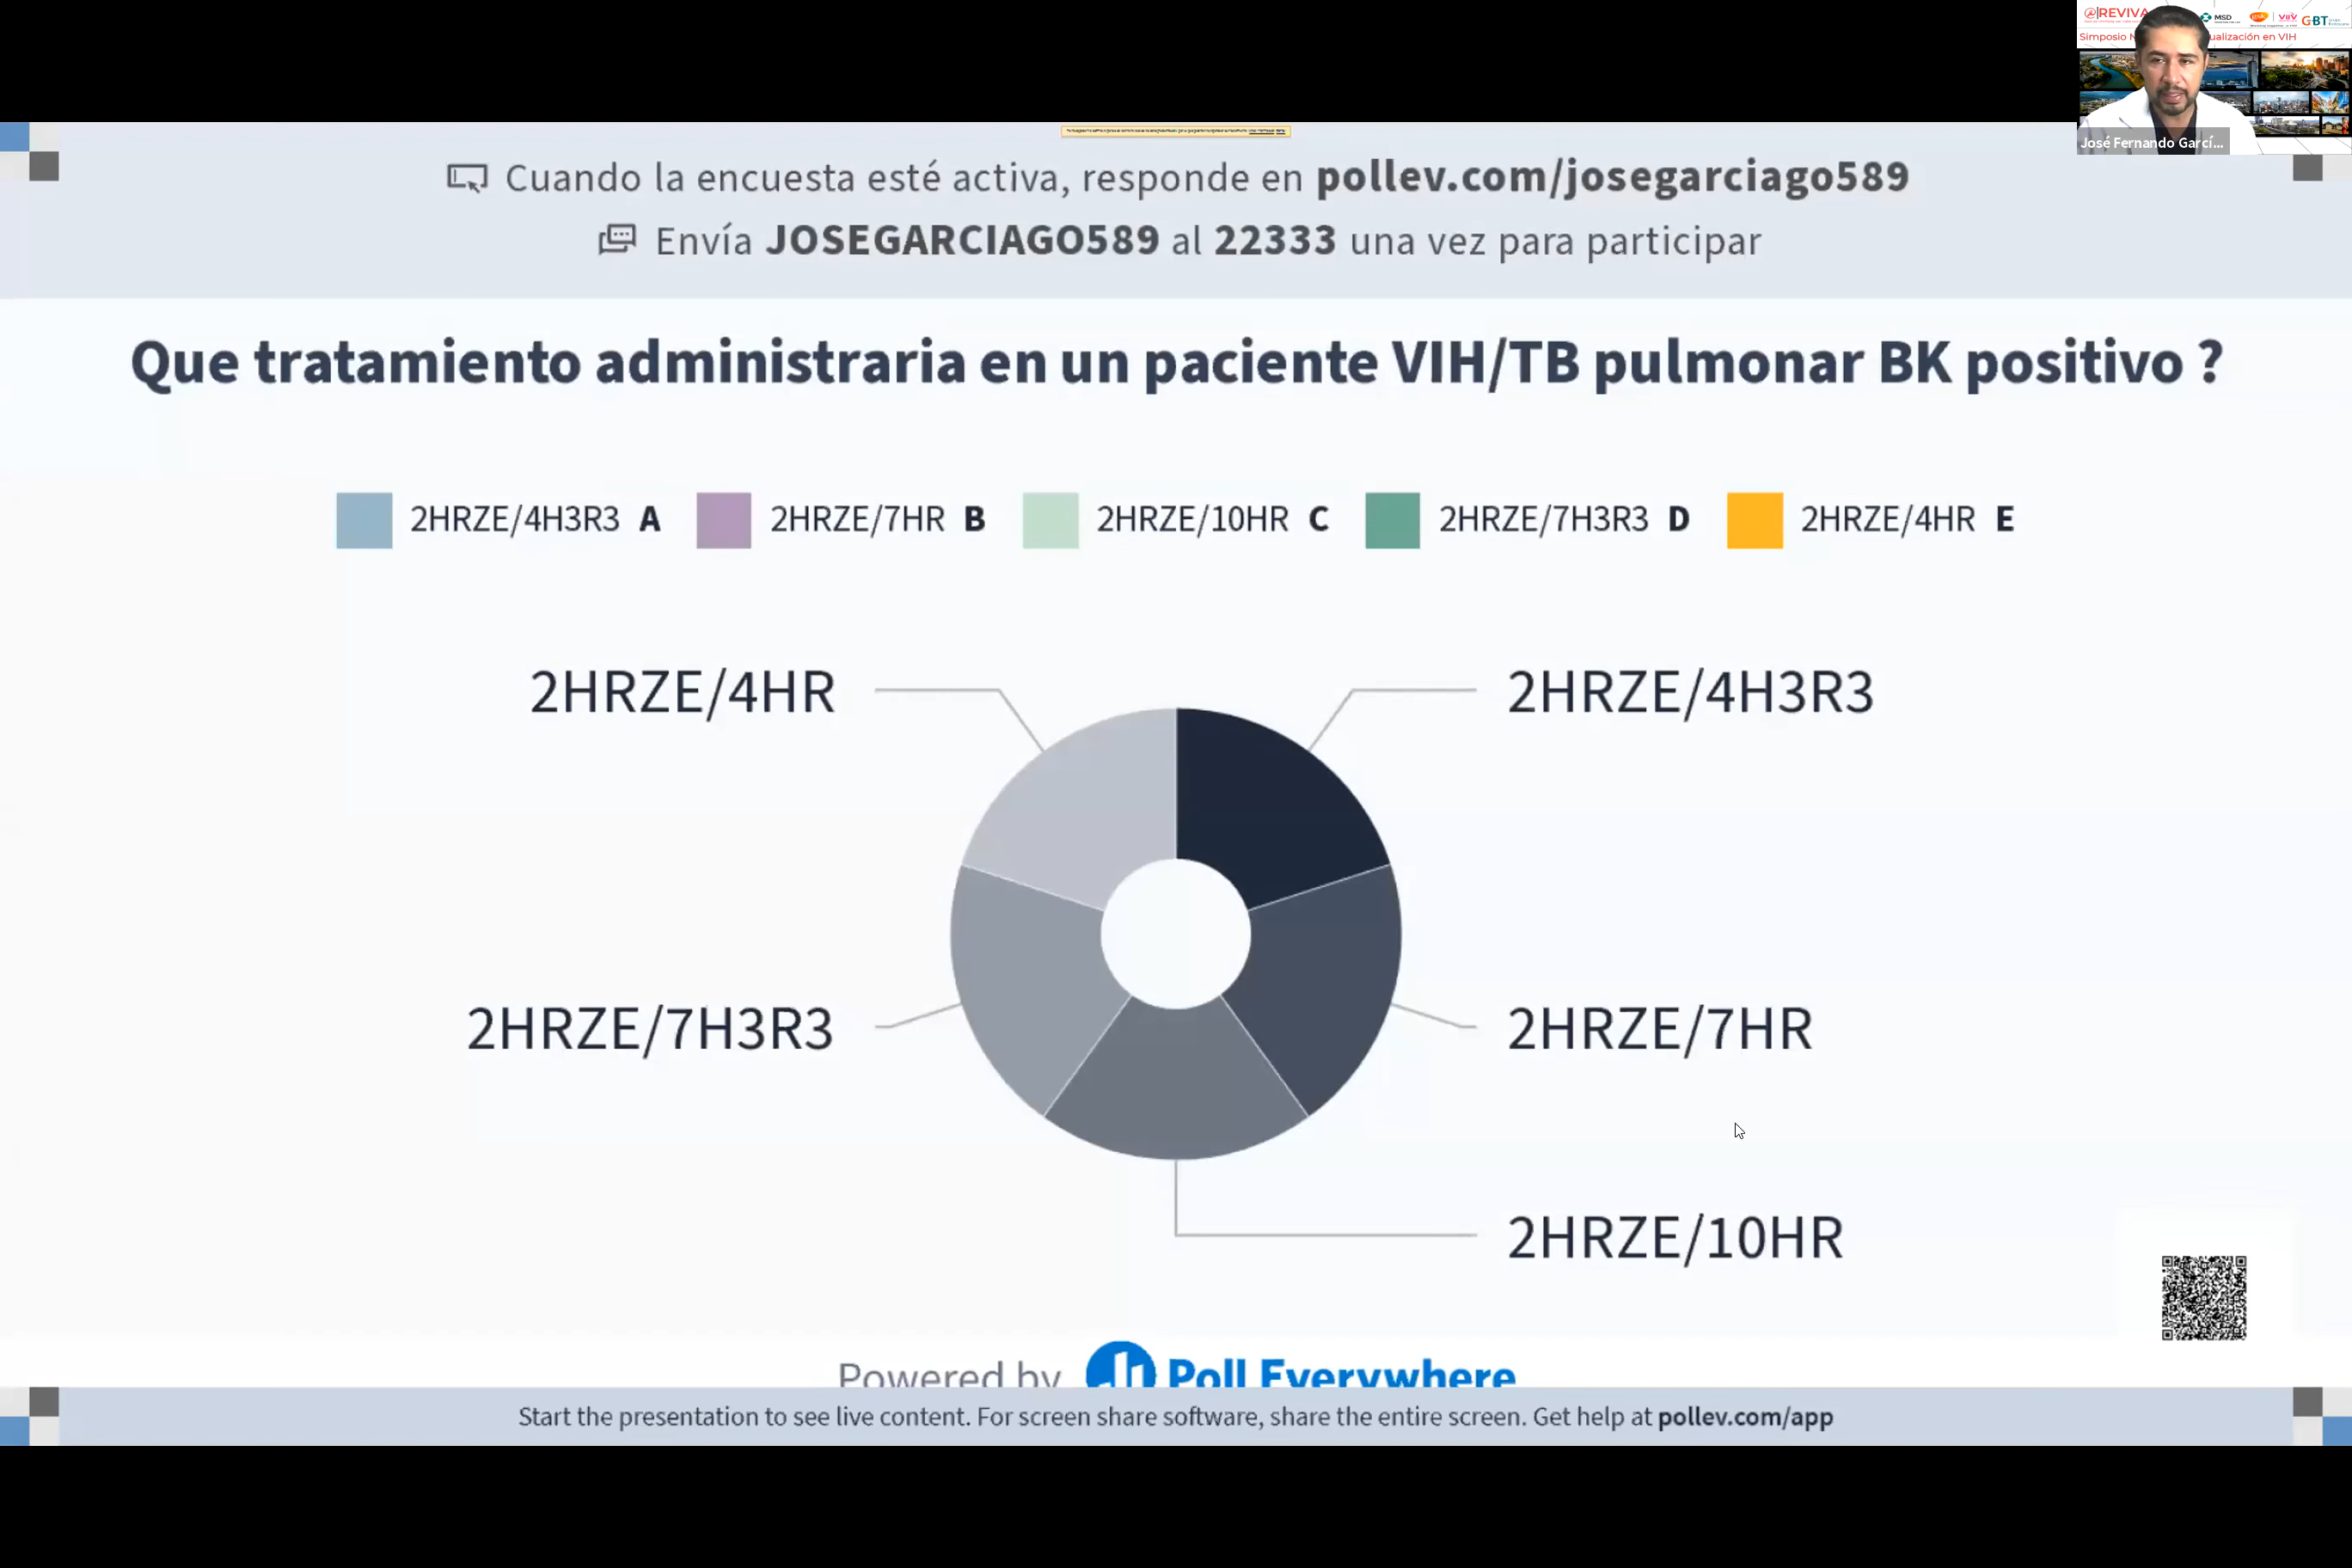 REVIVA
MSD
gsk
ViiV
G·BT
Simposio N
ualización en VIH
José Fernando Garcí...
Cuando la encuesta esté activa, responde en pollev.com/josegarciago589
Envía JOSEGARCIAGO589 al 22333 una vez para participar
Que tratamiento administraria en un paciente VIH/TB pulmonar BK positivo ?
2HRZE/4H3R3 A 2HRZE/7HR B 2HRZE/10HR C 2HRZE/7H3R3 D 2HRZE/4HR E
2HRZE/4HR
2HRZE/4H3R3
2HRZE/7H3R3
2HRZE/7HR
2HRZE/10HR
Powered by Poll Everywhere
Start the presentation to see live content. For screen share software, share the entire screen. Get help at pollev.com/app